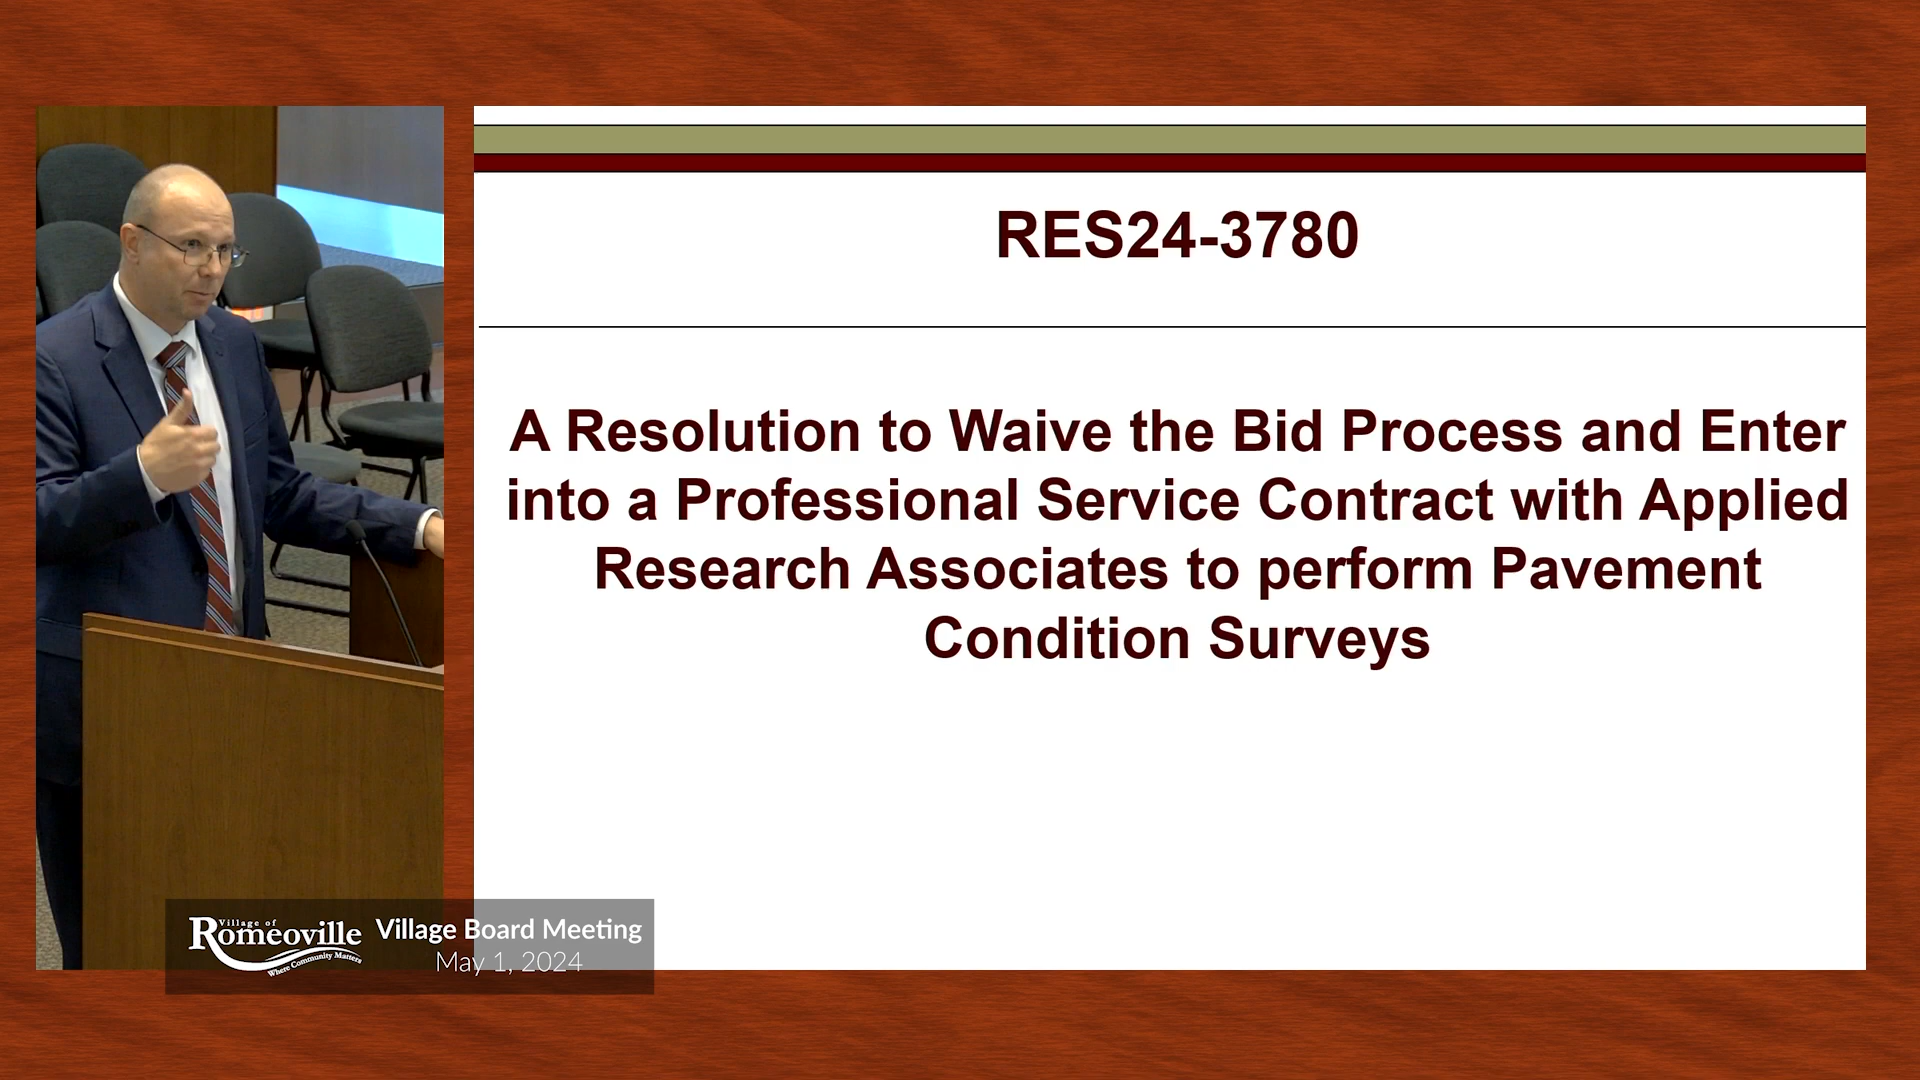 RES24-3780
A Resolution to Waive the Bid Process and Enter
into a Professional Service Contract with Applied
Research Associates to perform Pavement
Condition Surveys
Village of
Romeoville
Where Community Matters
Village Board Meeting
May 1, 2024